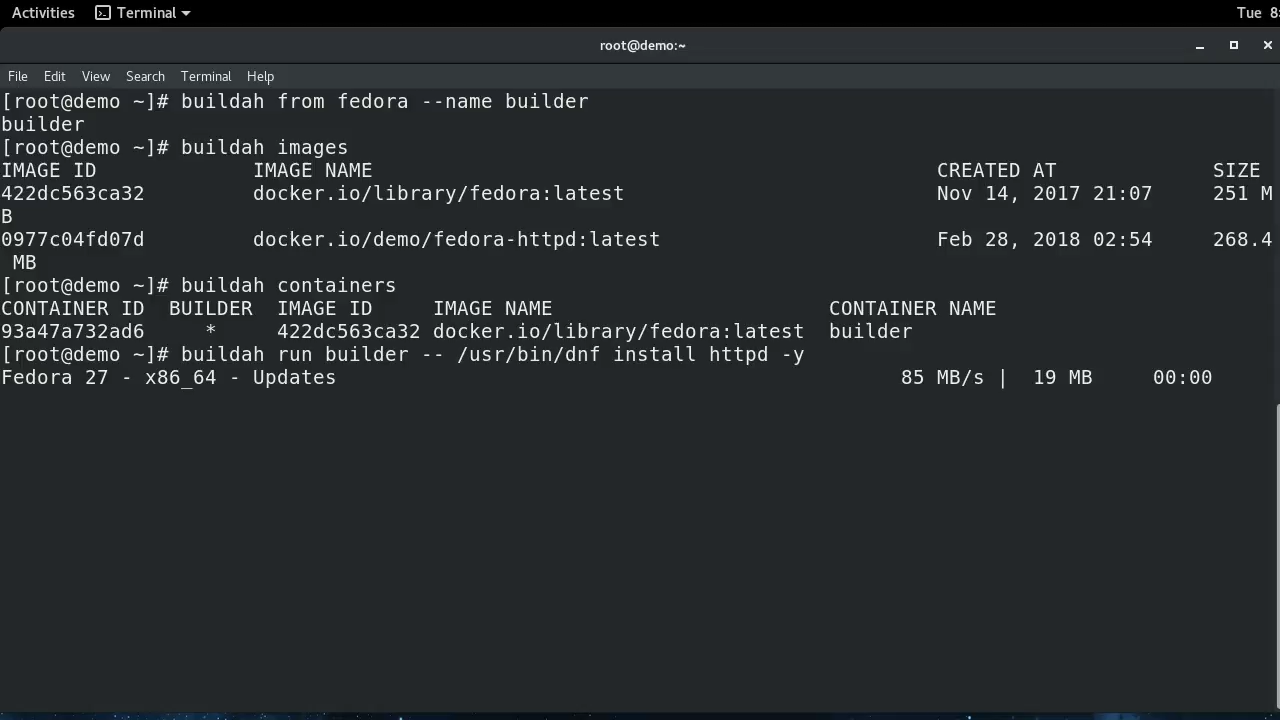 Activities Terminal Tue 8:
root@demo:~
File Edit View Search Terminal Help
[root@demo ~]# buildah from fedora --name builder
builder
[root@demo ~]# buildah images
IMAGE ID IMAGE NAME CREATED AT SIZE
422dc563ca32 docker.io/library/fedora:latest Nov 14, 2017 21:07 251 M
B
0977c04fd07d docker.io/demo/fedora-httpd:latest Feb 28, 2018 02:54 268.4
MB
[root@demo ~]# buildah containers
CONTAINER ID BUILDER IMAGE ID IMAGE NAME CONTAINER NAME
93a47a732ad6 * 422dc563ca32 docker.io/library/fedora:latest builder
[root@demo ~]# buildah run builder -- /usr/bin/dnf install httpd -y
Fedora 27 - x86_64 - Updates 85 MB/s | 19 MB 00:00